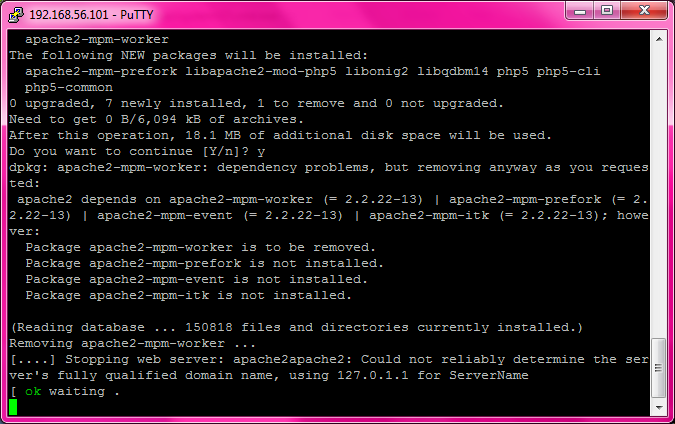 192.168.56.101 - PuTTY
apache2-mpm-worker
The following NEW packages will be installed:
apache2-mpm-prefork libapache2-mod-php5 libonig2 libqdbm14 php5 php5-cli
php5-common
0 upgraded, 7 newly installed, 1 to remove and 0 not upgraded.
Need to get 0 B/6,094 kB of archives.
After this operation, 18.1 MB of additional disk space will be used.
Do you want to continue [Y/n]? y
dpkg: apache2-mpm-worker: dependency problems, but removing anyway as you reques
ted:
apache2 depends on apache2-mpm-worker (= 2.2.22-13) | apache2-mpm-prefork (= 2.
2.22-13) | apache2-mpm-event (= 2.2.22-13) | apache2-mpm-itk (= 2.2.22-13); howe
ver:
Package apache2-mpm-worker is to be removed.
Package apache2-mpm-prefork is not installed.
Package apache2-mpm-event is not installed.
Package apache2-mpm-itk is not installed.
(Reading database ... 150818 files and directories currently installed.)
Removing apache2-mpm-worker ...
[....] Stopping web server: apache2apache2: Could not reliably determine the ser
ver's fully qualified domain name, using 127.0.1.1 for ServerName
[ ok waiting .